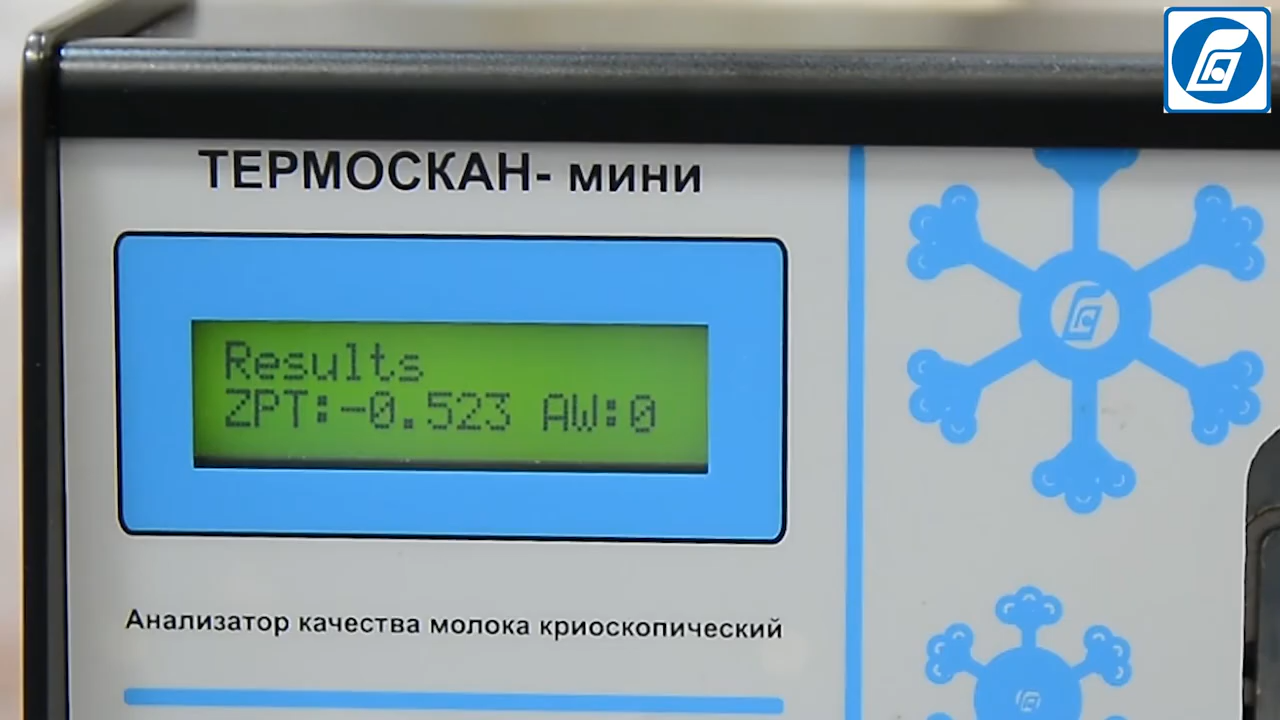 ТЕРМОСКАН- мини
Results
ZPT:-0.523 AW:0
Анализатор качества молока криоскопический